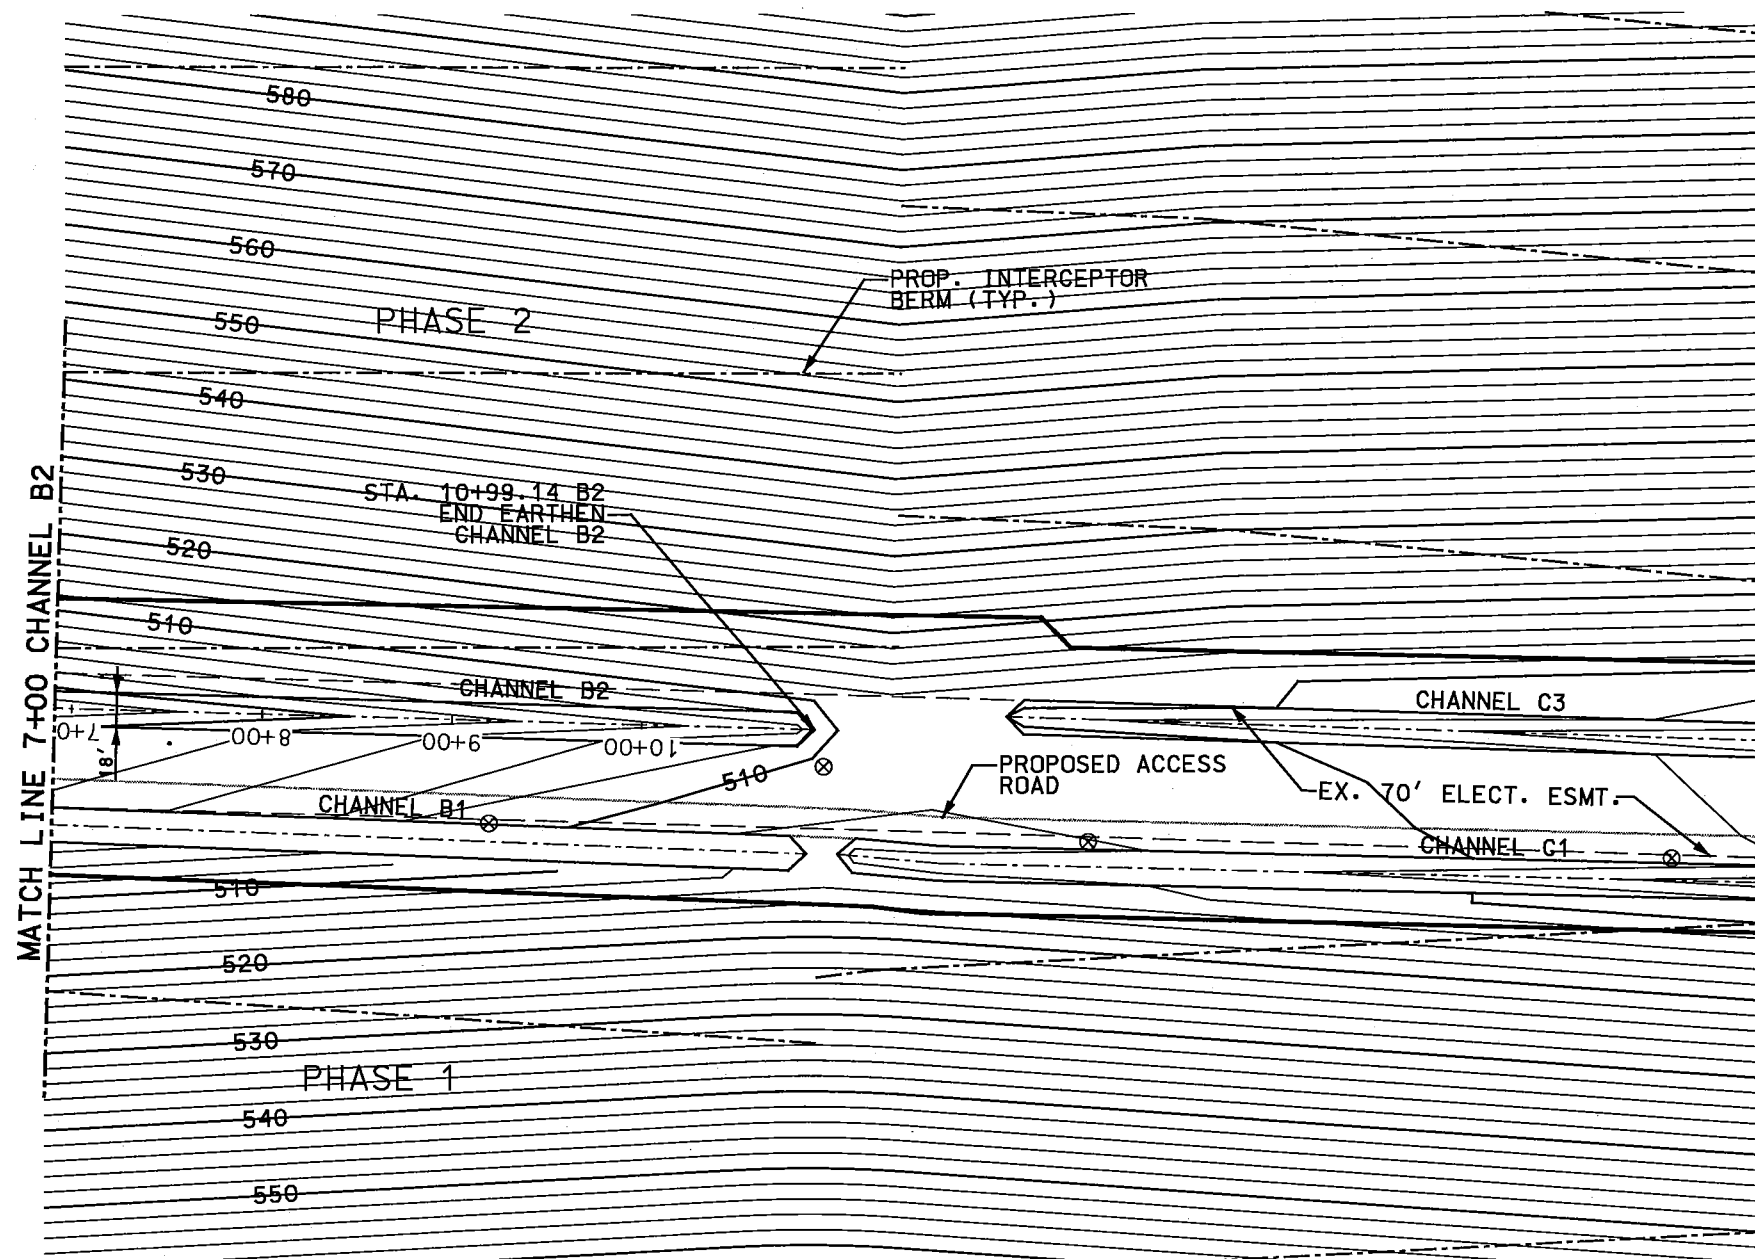 580
570
560
PROP. INTERCEPTOR
BERM (TYP.)
550
PHASE 2
540
530
STA. 10+99.14 B2
END EARTHEN
CHANNEL B2
520
510
MATCH LINE 7+00 CHANNEL B2
CHANNEL B2
CHANNEL C3
7+0
8+00
9+00
10+00
18'
510
PROPOSED ACCESS
ROAD
EX. 70' ELECT. ESMT.
CHANNEL B1
CHANNEL C1
510
520
530
PHASE 1
540
550